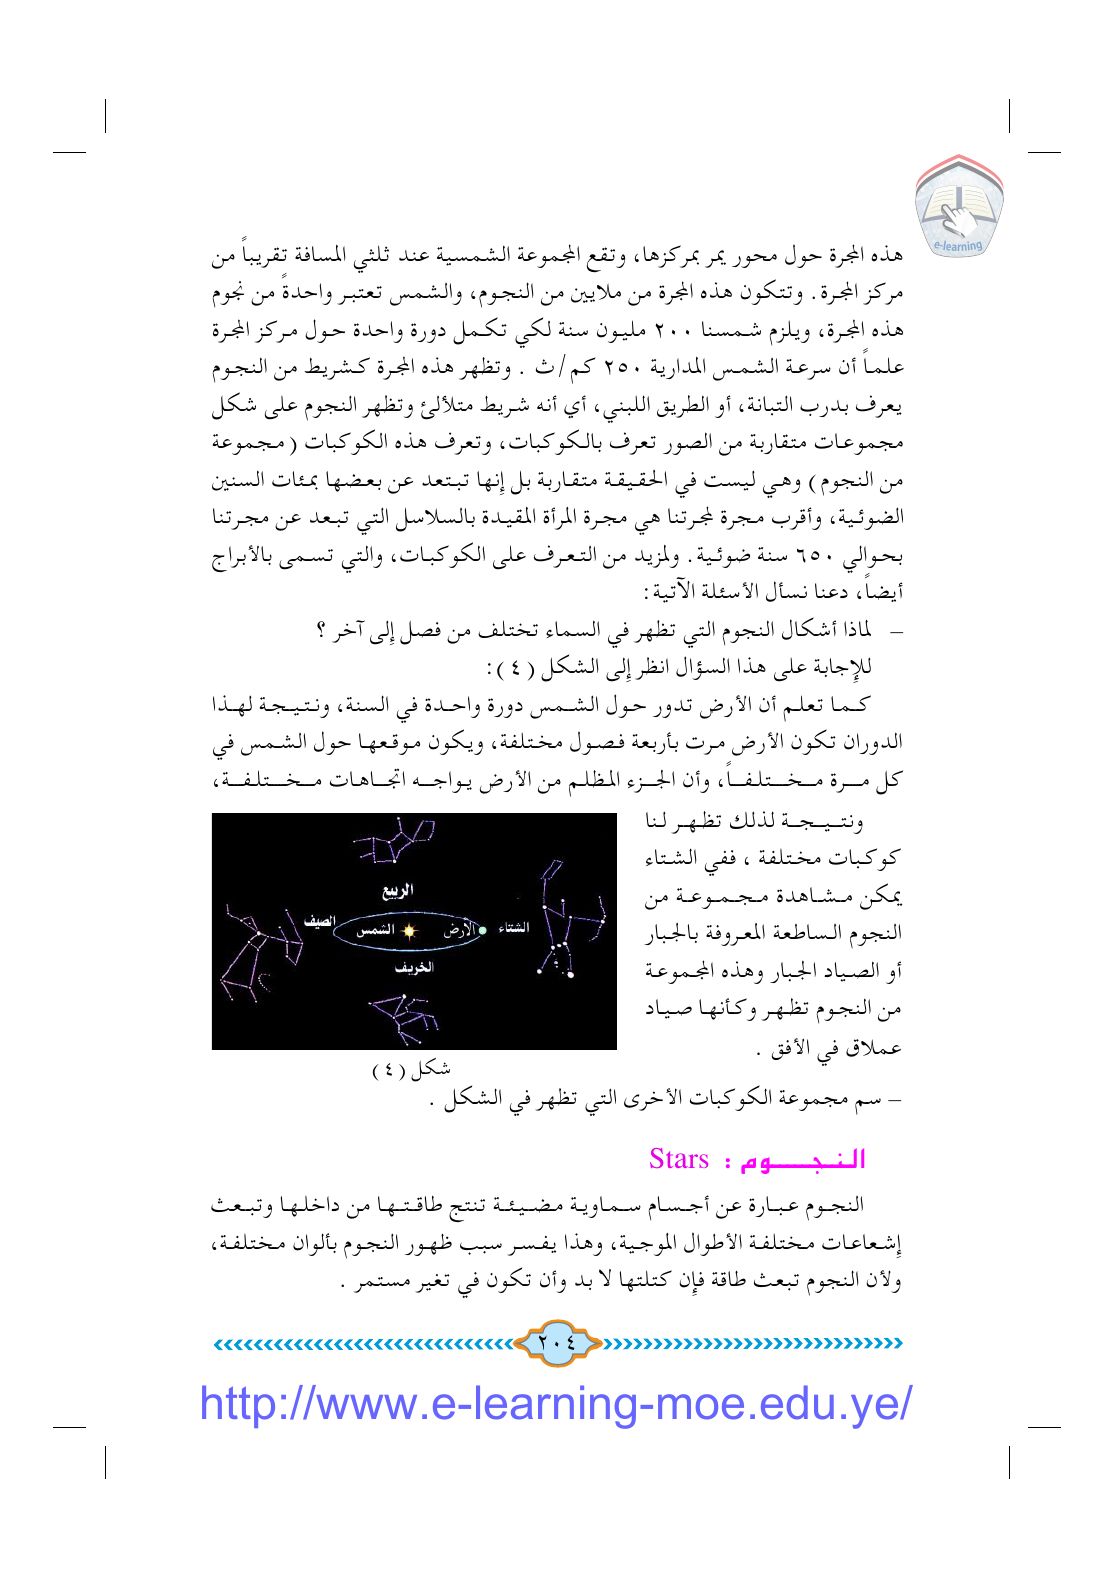 e-learning
هذه المجرة حول محور يمر بمركزها، وتقع المجموعة الشمسية عند ثلثي المسافة تقريباً من
مركز المجرة. وتتكون هذه المجرة من ملايين من النجوم، والشمس تعتبر واحدةً من نجوم
هذه المجرة، ويلزم شمسنا ٢٠٠ مليون سنة لكي تكمل دورة واحدة حول مركز المجرة
علماً أن سرعة الشمس المدارية ٢٥٠ كم/ث . وتظهر هذه المجرة كشريط من النجوم
يعرف بدرب التبانة، أو الطريق اللبني، أي أنه شريط متلألئ وتظهر النجوم على شكل
مجموعات متقاربة من الصور تعرف بالكوكبات، وتعرف هذه الكوكبات (مجموعة
من النجوم) وهي ليست في الحقيقة متقاربة بل إنها تبتعد عن بعضها بمئات السنين
الضوئية، وأقرب مجرة لمجرتنا هي مجرة المرأة المقيدة بالسلاسل التي تبعد عن مجرتنا
بحوالي ٦٥٠ سنة ضوئية. ولمزيد من التعرف على الكوكبات، والتي تسمى بالأبراج
أيضاً، دعنا نسأل الأسئلة الآتية:
– لماذا أشكال النجوم التي تظهر في السماء تختلف من فصل إلى آخر ؟
للإجابة على هذا السؤال انظر إلى الشكل (٤):
كما تعلم أن الأرض تدور حول الشمس دورة واحدة في السنة، ونتيجة لهذا
الدوران تكون الأرض مرت بأربعة فصول مختلفة، ويكون موقعها حول الشمس في
كل مرة مختلفاً، وأن الجزء المظلم من الأرض يواجه اتجاهات مختلفة،
ونتيجة لذلك تظهر لنا
كوكبات مختلفة ، ففي الشتاء
يمكن مشاهدة مجموعة من
النجوم الساطعة المعروفة بالجبار
أو الصياد الجبار وهذه المجموعة
من النجوم تظهر وكأنها صياد
عملاق في الأفق .
الربيع
الشتاء
الأرض
الشمس
الصيف
الخريف
شكل (٤)
– سم مجموعة الكوكبات الأخرى التي تظهر في الشكل .
النجوم : Stars
النجوم عبارة عن أجسام سماوية مضيئة تنتج طاقتها من داخلها وتبعث
إشعاعات مختلفة الأطوال الموجية، وهذا يفسر سبب ظهور النجوم بألوان مختلفة،
ولأن النجوم تبعث طاقة فإن كتلتها لا بد وأن تكون في تغير مستمر .
٢٠٤
http://www.e-learning-moe.edu.ye/